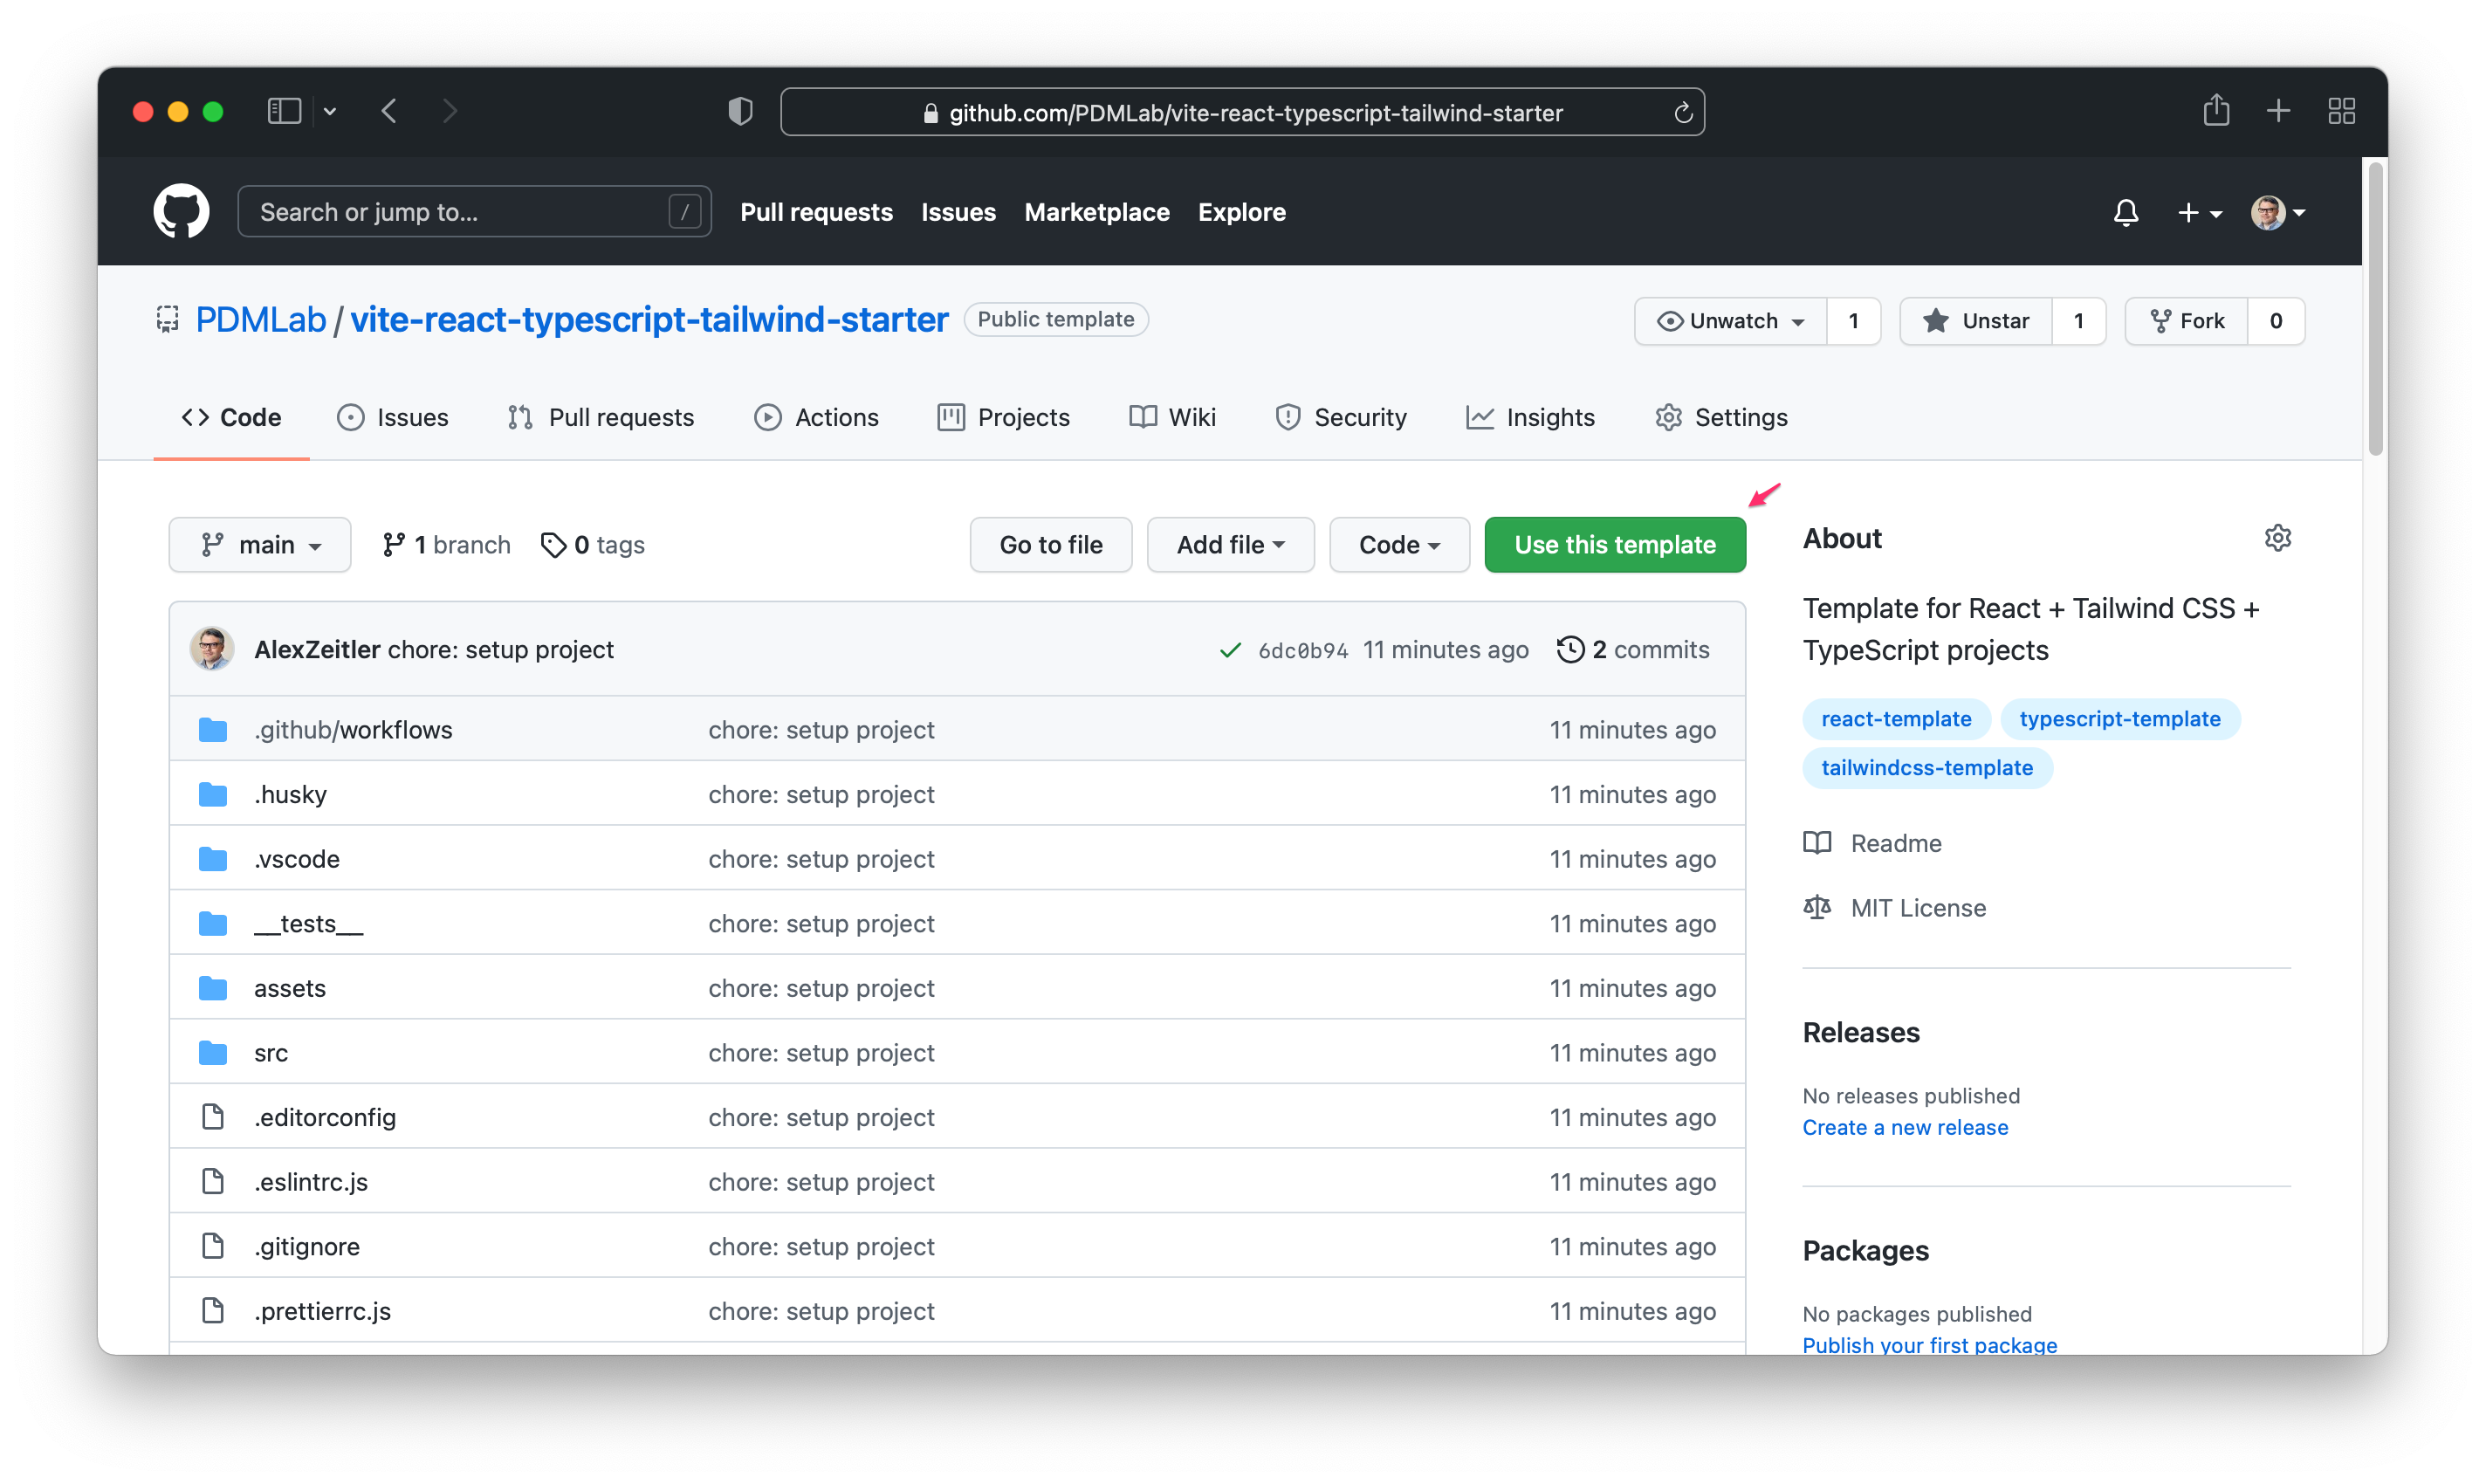 github.com/PDMLab/vite-react-typescript-tailwind-starter
Search or jump to... /
Pull requests Issues Marketplace Explore
PDMLab / vite-react-typescript-tailwind-starter Public template
Unwatch 1 Unstar 1 Fork 0
Code Issues Pull requests Actions Projects Wiki Security Insights Settings
main 1 branch 0 tags Go to file Add file Code Use this template
AlexZeitler chore: setup project 6dc0b94 11 minutes ago 2 commits
.github/workflows chore: setup project 11 minutes ago
.husky chore: setup project 11 minutes ago
.vscode chore: setup project 11 minutes ago
__tests__ chore: setup project 11 minutes ago
assets chore: setup project 11 minutes ago
src chore: setup project 11 minutes ago
.editorconfig chore: setup project 11 minutes ago
.eslintrc.js chore: setup project 11 minutes ago
.gitignore chore: setup project 11 minutes ago
.prettierrc.js chore: setup project 11 minutes ago
About
Template for React + Tailwind CSS +
TypeScript projects
react-template typescript-template
tailwindcss-template
Readme
MIT License
Releases
No releases published
Create a new release
Packages
No packages published
Publish your first package